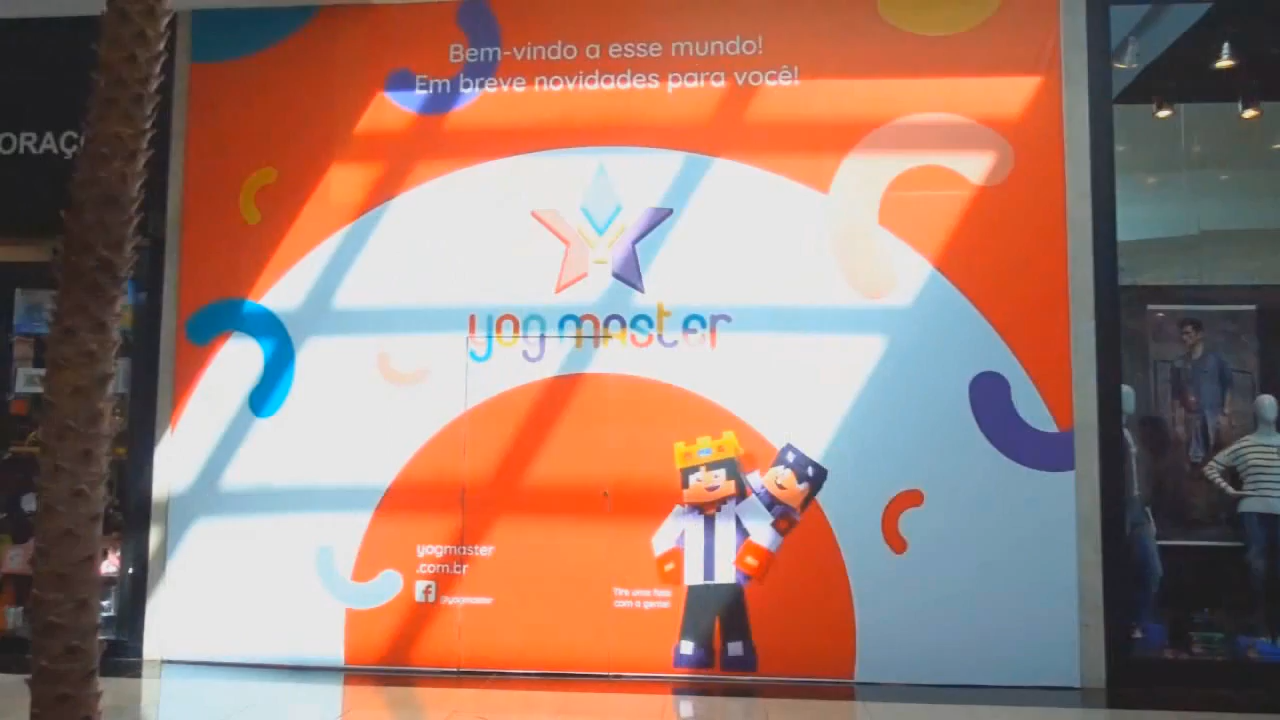 Bem-vindo a esse mundo!
Em breve novidades para você!
ORAÇ
yog master
yogmaster
.com.br
@yogmaster
Tire uma foto
com a gente!